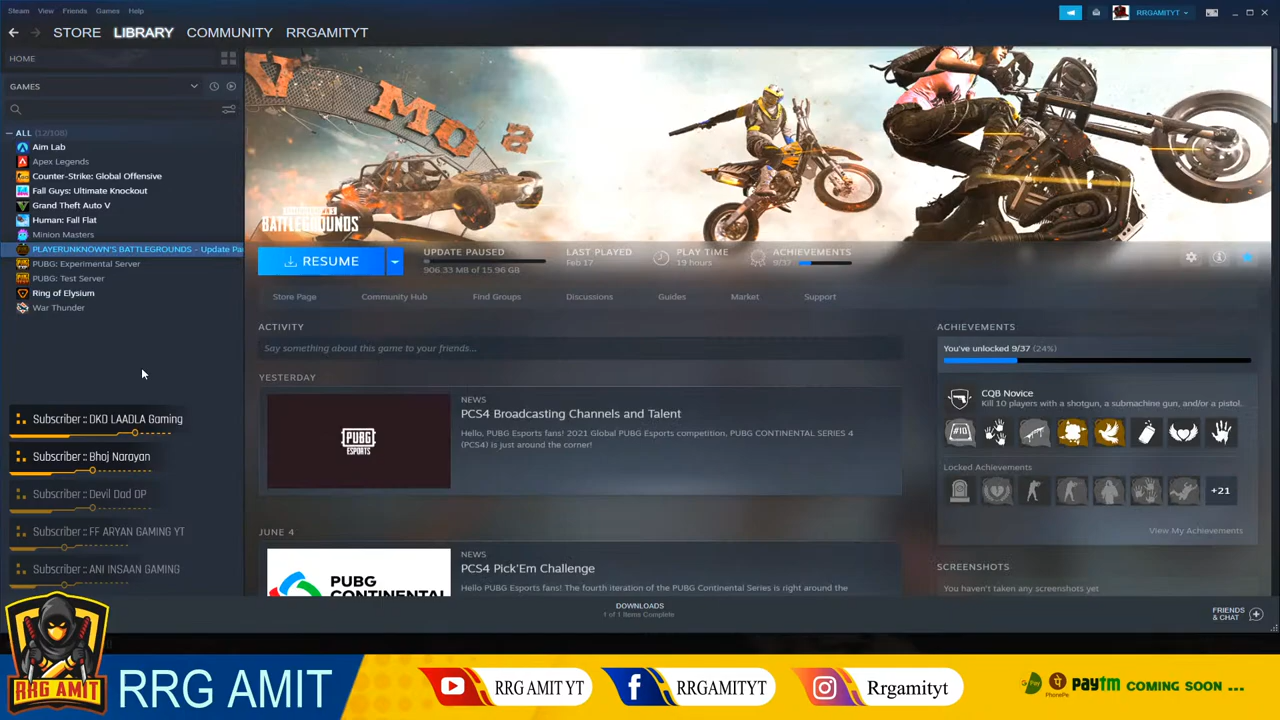 Steam View Friends Games Help
RRGAMITYT
STORE LIBRARY COMMUNITY RRGAMITYT
HOME
GAMES
ALL (12/108)
Aim Lab
Apex Legends
Counter-Strike: Global Offensive
Fall Guys: Ultimate Knockout
Grand Theft Auto V
Human: Fall Flat
Minion Masters
PLAYERUNKNOWN'S BATTLEGROUNDS - Update Pa
PUBG: Experimental Server
PUBG: Test Server
Ring of Elysium
War Thunder
BATTLEGROUNDS
RESUME
UPDATE PAUSED
906.33 MB of 15.96 GB
LAST PLAYED
Feb 17
PLAY TIME
19 hours
ACHIEVEMENTS
9/37
Store Page Community Hub Find Groups Discussions Guides Market Support
ACTIVITY
Say something about this game to your friends...
YESTERDAY
PUBG
ESPORTS
NEWS
PCS4 Broadcasting Channels and Talent
Hello, PUBG Esports fans! 2021 Global PUBG Esports competition, PUBG CONTINENTAL SERIES 4
(PCS4) is just around the corner!
JUNE 4
PUBG
CONTINENTAL
NEWS
PCS4 Pick'Em Challenge
Hello PUBG Esports fans! The fourth iteration of the PUBG Continental Series is right around the
ACHIEVEMENTS
You've unlocked 9/37 (24%)
CQB Novice
Kill 10 players with a shotgun, a submachine gun, and/or a pistol.
#10
Locked Achievements
+21
View My Achievements
SCREENSHOTS
You haven't taken any screenshots yet
Subscriber :: DKD LAADLA Gaming
Subscriber :: Bhoj Narayan
Subscriber :: Devil Dad OP
Subscriber :: FF ARYAN GAMING YT
Subscriber :: ANI INSAAN GAMING
DOWNLOADS
1 of 1 Items Complete
FRIENDS
& CHAT
RRG AMIT
RRG AMIT
RRG AMIT YT
RRGAMITYT
Rrgamityt
G Pay
PhonePe
paytm COMING SOON ...